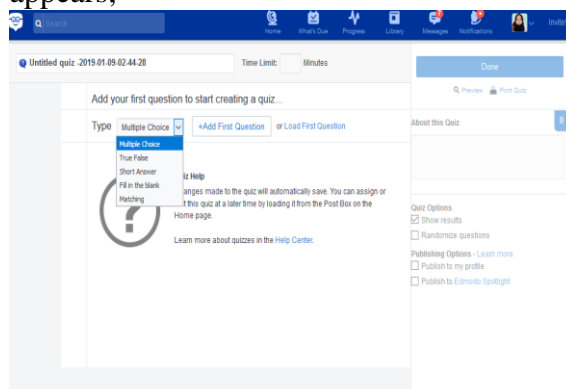 appears;
Search
Home What's Due Progress Library Messages Notifications Invite
Untitled quiz -2019-01-09-02-44-28 Time Limit: Minutes
Done
Preview Print Quiz
Add your first question to start creating a quiz...
Type Multiple Choice +Add First Question or Load First Question
Multiple Choice
True False
Short Answer
Fill in the blank
Matching
About this Quiz
0
iz Help
anges made to the quiz will automatically save. You can assign or
t this quiz at a later time by loading it from the Post Box on the
Home page.
Learn more about quizzes in the Help Center.
Quiz Options
Show results
Randomize questions
Publishing Options - Learn more
Publish to my profile
Publish to Edmodo Spotlight